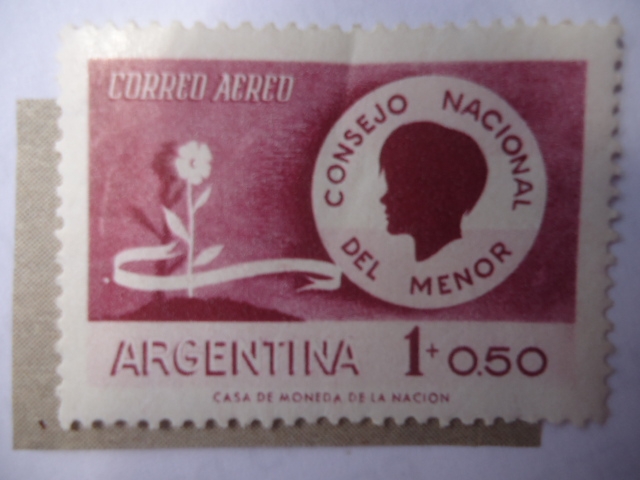 CORREO AEREO
CONSEJO NACIONAL
DEL MENOR
ARGENTINA 1+0.50
CASA DE MONEDA DE LA NACION